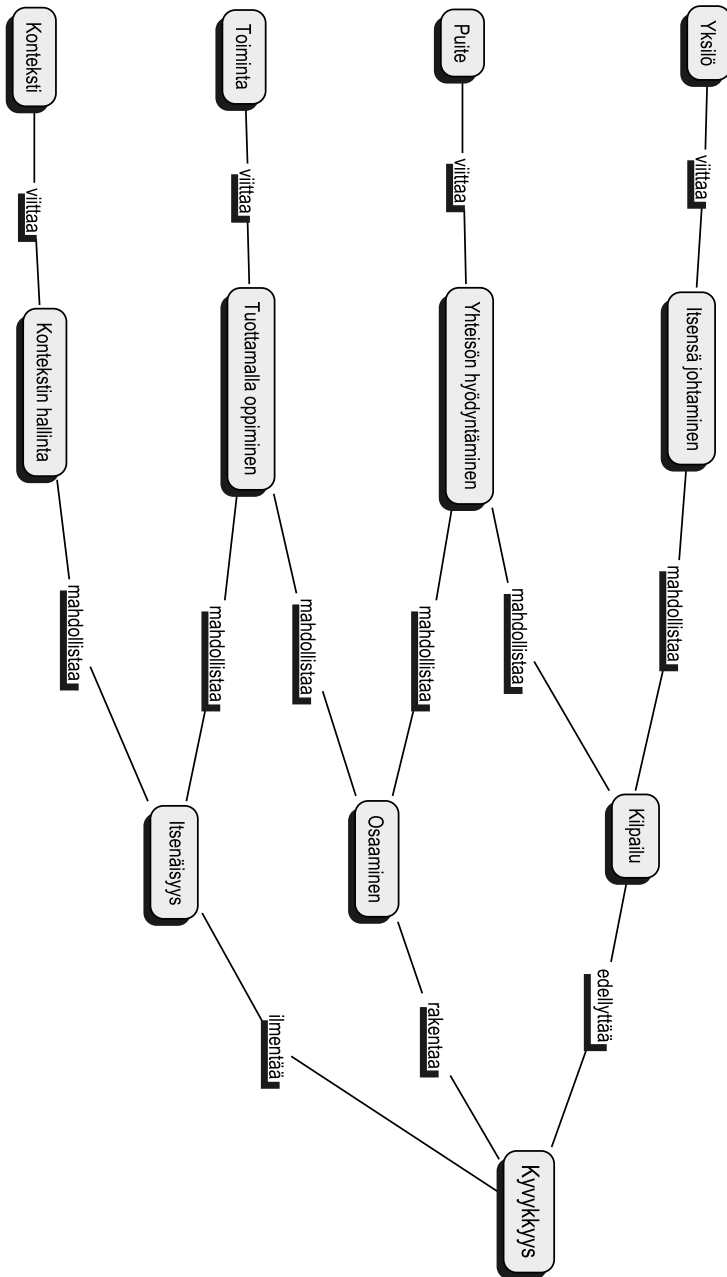 Yksilö
Puite
Toiminta
Konteksti
viittaa
viittaa
viittaa
viittaa
Itsensä johtaminen
Yhteisön hyödyntäminen
Tuottamalla oppiminen
Kontekstin hallinta
mahdollistaa
mahdollistaa
mahdollistaa
mahdollistaa
mahdollistaa
mahdollistaa
Kilpailu
Osaaminen
Itsenäisyys
edellyttää
rakentaa
ilmentää
Kyvykkyys